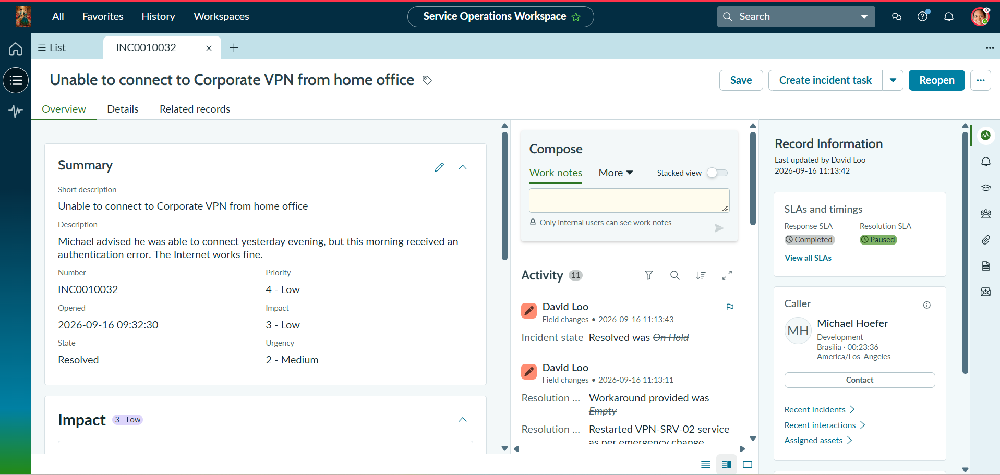 All
Favorites
History
Workspaces
Service Operations Workspace
Search
List
INC0010032
Unable to connect to Corporate VPN from home office
Save
Create incident task
Reopen
Overview
Details
Related records
Summary
Short description
Unable to connect to Corporate VPN from home office
Description
Michael advised he was able to connect yesterday evening, but this morning received an
authentication error. The Internet works fine.
Number
INC0010032
Priority
4 - Low
Opened
2026-09-16 09:32:30
Impact
3 - Low
State
Resolved
Urgency
2 - Medium
Impact
3 - Low
Compose
Work notes
More
Stacked view
Only internal users can see work notes
Activity
11
David Loo
Field changes • 2026-09-16 11:13:43
Incident state Resolved was On Hold
David Loo
Field changes • 2026-09-16 11:13:11
Resolution ... Workaround provided was
Empty
Resolution ... Restarted VPN-SRV-02 service
as per emergency change
Record Information
Last updated by David Loo
2026-09-16 11:13:42
SLAs and timings
Response SLA
Completed
Resolution SLA
Paused
View all SLAs
Caller
MH
Michael Hoefer
Development
Brasilia · 00:23:36
America/Los_Angeles
Contact
Recent incidents
Recent interactions
Assigned assets